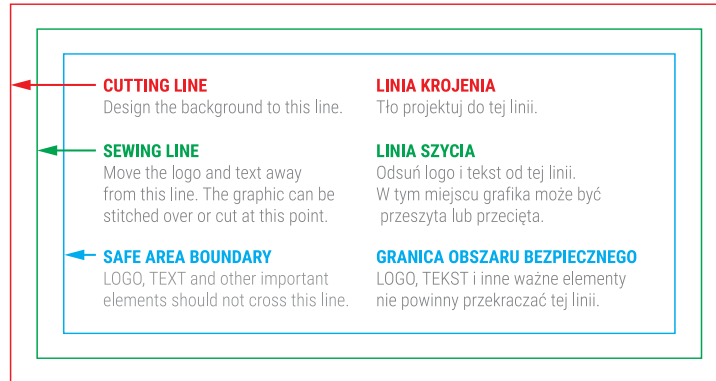 CUTTING LINE
Design the background to this line.
SEWING LINE
Move the logo and text away
from this line. The graphic can be
stitched over or cut at this point.
SAFE AREA BOUNDARY
LOGO, TEXT and other important
elements should not cross this line.
LINIA KROJENIA
Tło projektuj do tej linii.
LINIA SZYCIA
Odsuń logo i tekst od tej linii.
W tym miejscu grafika może być
przeszyta lub przecięta.
GRANICA OBSZARU BEZPIECZNEGO
LOGO, TEKST i inne ważne elementy
nie powinny przekraczać tej linii.